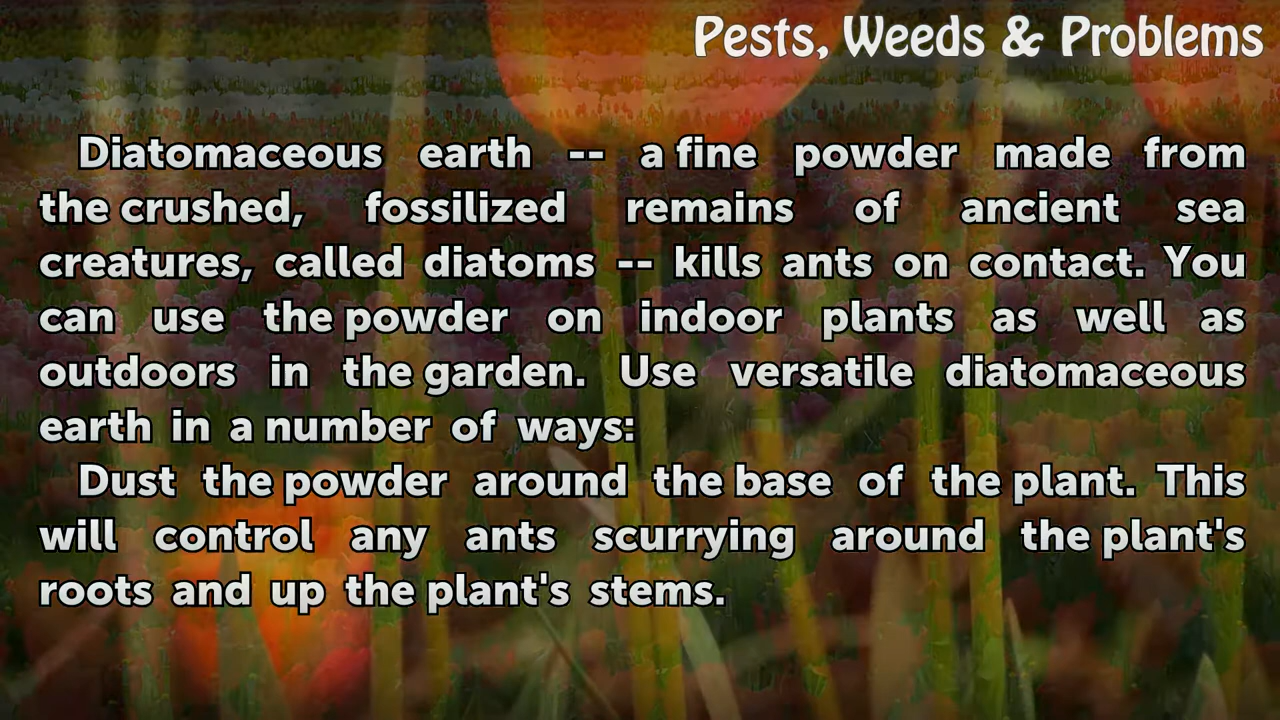 Pests, Weeds & Problems
Diatomaceous earth -- a fine powder made from
the crushed, fossilized remains of ancient sea
creatures, called diatoms -- kills ants on contact. You
can use the powder on indoor plants as well as
outdoors in the garden. Use versatile diatomaceous
earth in a number of ways:
Dust the powder around the base of the plant. This
will control any ants scurrying around the plant's
roots and up the plant's stems.